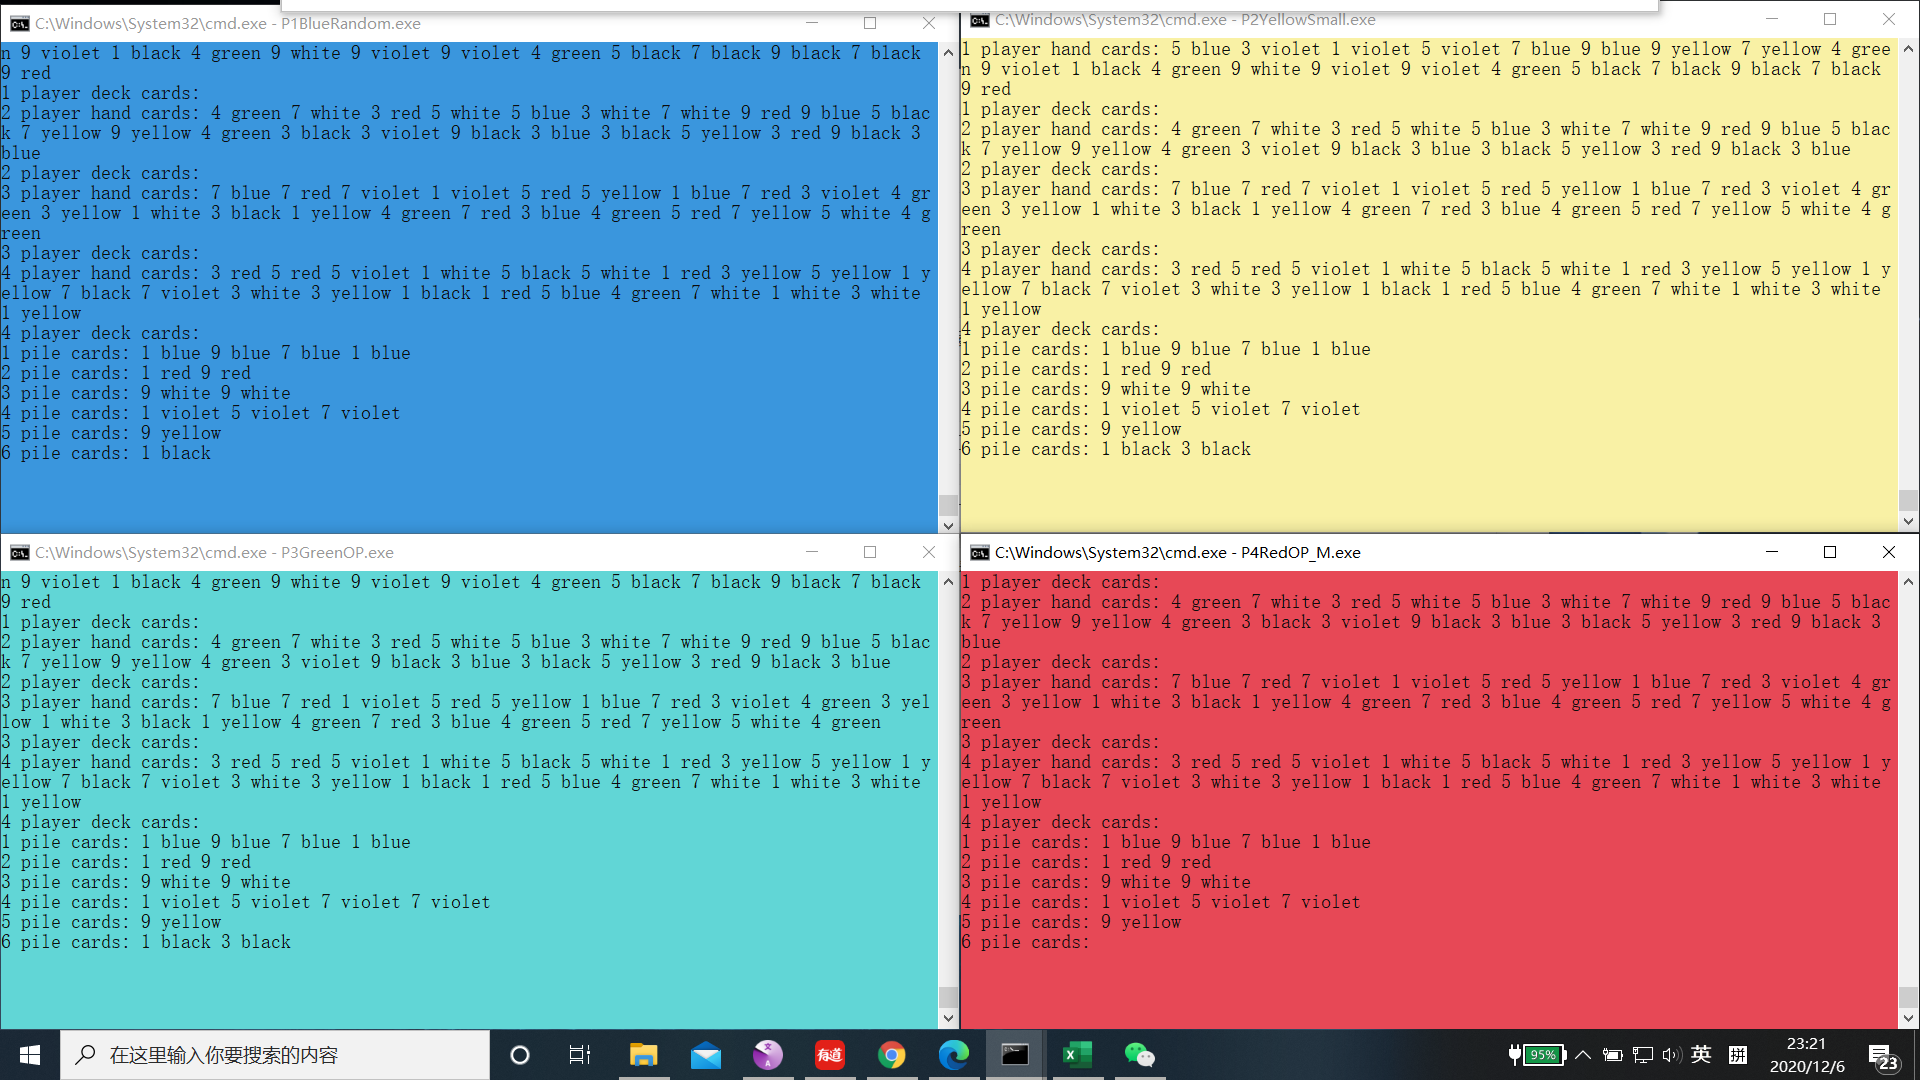 C:\Windows\System32\cmd.exe - P1BlueRandom.exe
n 9 violet 1 black 4 green 9 white 9 violet 9 violet 4 green 5 black 7 black 9 black 7 black
9 red
1 player deck cards:
2 player hand cards: 4 green 7 white 3 red 5 white 5 blue 3 white 7 white 9 red 9 blue 5 blac
k 7 yellow 9 yellow 4 green 3 black 3 violet 9 black 3 blue 3 black 5 yellow 3 red 9 black 3
blue
2 player deck cards:
3 player hand cards: 7 blue 7 red 7 violet 1 violet 5 red 5 yellow 1 blue 7 red 3 violet 4 gr
een 3 yellow 1 white 3 black 1 yellow 4 green 7 red 3 blue 4 green 5 red 7 yellow 5 white 4 g
reen
3 player deck cards:
4 player hand cards: 3 red 5 red 5 violet 1 white 5 black 5 white 1 red 3 yellow 5 yellow 1 y
ellow 7 black 7 violet 3 white 3 yellow 1 black 1 red 5 blue 4 green 7 white 1 white 3 white
1 yellow
4 player deck cards:
1 pile cards: 1 blue 9 blue 7 blue 1 blue
2 pile cards: 1 red 9 red
3 pile cards: 9 white 9 white
4 pile cards: 1 violet 5 violet 7 violet
5 pile cards: 9 yellow
6 pile cards: 1 black
C:\Windows\System32\cmd.exe - P2YellowSmall.exe
1 player hand cards: 5 blue 3 violet 1 violet 5 violet 7 blue 9 blue 9 yellow 7 yellow 4 gree
n 9 violet 1 black 4 green 9 white 9 violet 9 violet 4 green 5 black 7 black 9 black 7 black
9 red
1 player deck cards:
2 player hand cards: 4 green 7 white 3 red 5 white 5 blue 3 white 7 white 9 red 9 blue 5 blac
k 7 yellow 9 yellow 4 green 3 violet 9 black 3 blue 3 black 5 yellow 3 red 9 black 3 blue
2 player deck cards:
3 player hand cards: 7 blue 7 red 7 violet 1 violet 5 red 5 yellow 1 blue 7 red 3 violet 4 gr
een 3 yellow 1 white 3 black 1 yellow 4 green 7 red 3 blue 4 green 5 red 7 yellow 5 white 4 g
reen
3 player deck cards:
4 player hand cards: 3 red 5 red 5 violet 1 white 5 black 5 white 1 red 3 yellow 5 yellow 1 y
ellow 7 black 7 violet 3 white 3 yellow 1 black 1 red 5 blue 4 green 7 white 1 white 3 white
1 yellow
4 player deck cards:
1 pile cards: 1 blue 9 blue 7 blue 1 blue
2 pile cards: 1 red 9 red
3 pile cards: 9 white 9 white
4 pile cards: 1 violet 5 violet 7 violet
5 pile cards: 9 yellow
6 pile cards: 1 black 3 black
C:\Windows\System32\cmd.exe - P3GreenOP.exe
n 9 violet 1 black 4 green 9 white 9 violet 9 violet 4 green 5 black 7 black 9 black 7 black
9 red
1 player deck cards:
2 player hand cards: 4 green 7 white 3 red 5 white 5 blue 3 white 7 white 9 red 9 blue 5 blac
k 7 yellow 9 yellow 4 green 3 violet 9 black 3 blue 3 black 5 yellow 3 red 9 black 3 blue
2 player deck cards:
3 player hand cards: 7 blue 7 red 1 violet 5 red 5 yellow 1 blue 7 red 3 violet 4 green 3 yel
low 1 white 3 black 1 yellow 4 green 7 red 3 blue 4 green 5 red 7 yellow 5 white 4 green
3 player deck cards:
4 player hand cards: 3 red 5 red 5 violet 1 white 5 black 5 white 1 red 3 yellow 5 yellow 1 y
ellow 7 black 7 violet 3 white 3 yellow 1 black 1 red 5 blue 4 green 7 white 1 white 3 white
1 yellow
4 player deck cards:
1 pile cards: 1 blue 9 blue 7 blue 1 blue
2 pile cards: 1 red 9 red
3 pile cards: 9 white 9 white
4 pile cards: 1 violet 5 violet 7 violet 7 violet
5 pile cards: 9 yellow
6 pile cards: 1 black 3 black
C:\Windows\System32\cmd.exe - P4RedOP_M.exe
1 player deck cards:
2 player hand cards: 4 green 7 white 3 red 5 white 5 blue 3 white 7 white 9 red 9 blue 5 blac
k 7 yellow 9 yellow 4 green 3 black 3 violet 9 black 3 blue 3 black 5 yellow 3 red 9 black 3
blue
2 player deck cards:
3 player hand cards: 7 blue 7 red 7 violet 1 violet 5 red 5 yellow 1 blue 7 red 3 violet 4 gr
een 3 yellow 1 white 3 black 1 yellow 4 green 7 red 3 blue 4 green 5 red 7 yellow 5 white 4 g
reen
3 player deck cards:
4 player hand cards: 3 red 5 red 5 violet 1 white 5 black 5 white 1 red 3 yellow 5 yellow 1 y
ellow 7 black 7 violet 3 white 3 yellow 1 black 1 red 5 blue 4 green 7 white 1 white 3 white
1 yellow
4 player deck cards:
1 pile cards: 1 blue 9 blue 7 blue 1 blue
2 pile cards: 1 red 9 red
3 pile cards: 9 white 9 white
4 pile cards: 1 violet 5 violet 7 violet
5 pile cards: 9 yellow
6 pile cards:
在这里输入你要搜索的内容
有道
95%
英
拼
23:21
2020/12/6
23